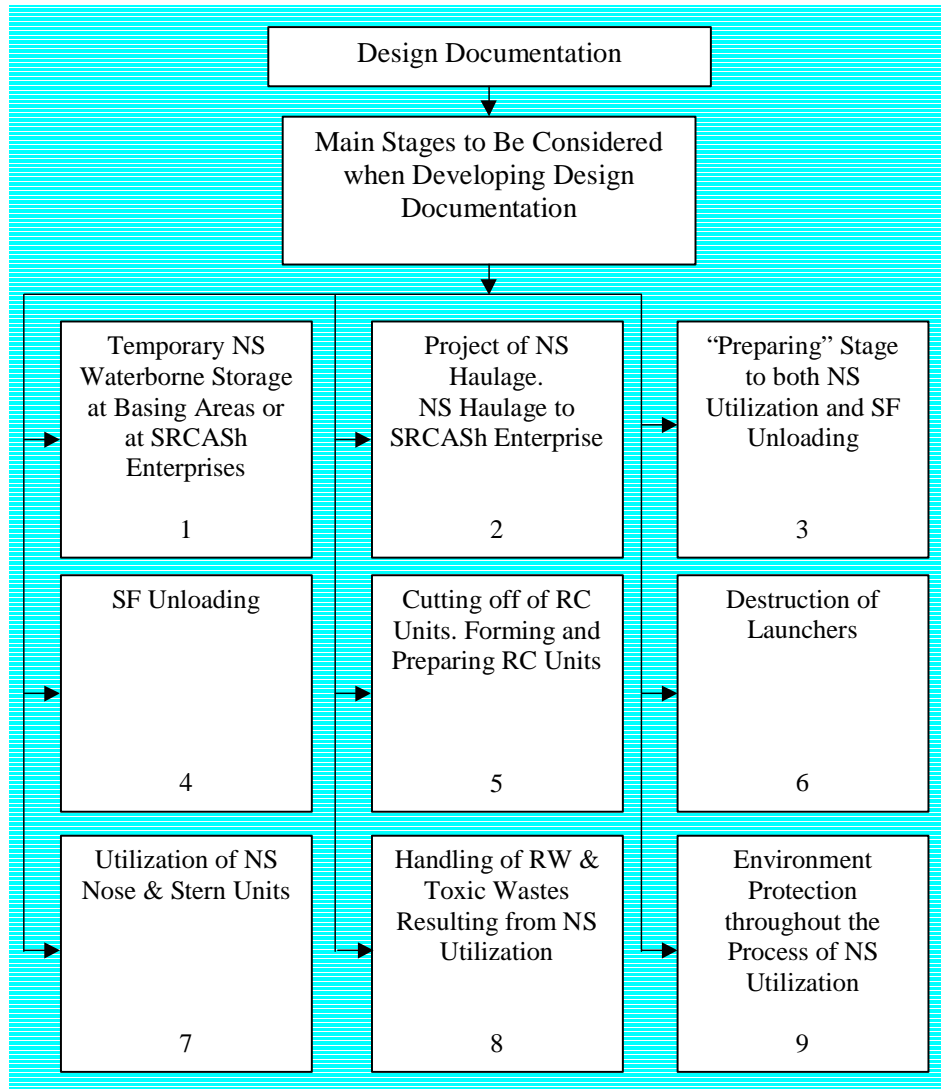 Design Documentation
Main Stages to Be Considered
when Developing Design
Documentation
Temporary NS
Waterborne Storage
at Basing Areas or
at SRCASh
Enterprises
1
Project of NS
Haulage.
NS Haulage to
SRCASh Enterprise
2
“Preparing” Stage
to both NS
Utilization and SF
Unloading
3
SF Unloading
4
Cutting off of RC
Units. Forming and
Preparing RC Units
5
Destruction of
Launchers
6
Utilization of NS
Nose & Stern Units
7
Handling of RW &
Toxic Wastes
Resulting from NS
Utilization
8
Environment
Protection
throughout the
Process of NS
Utilization
9